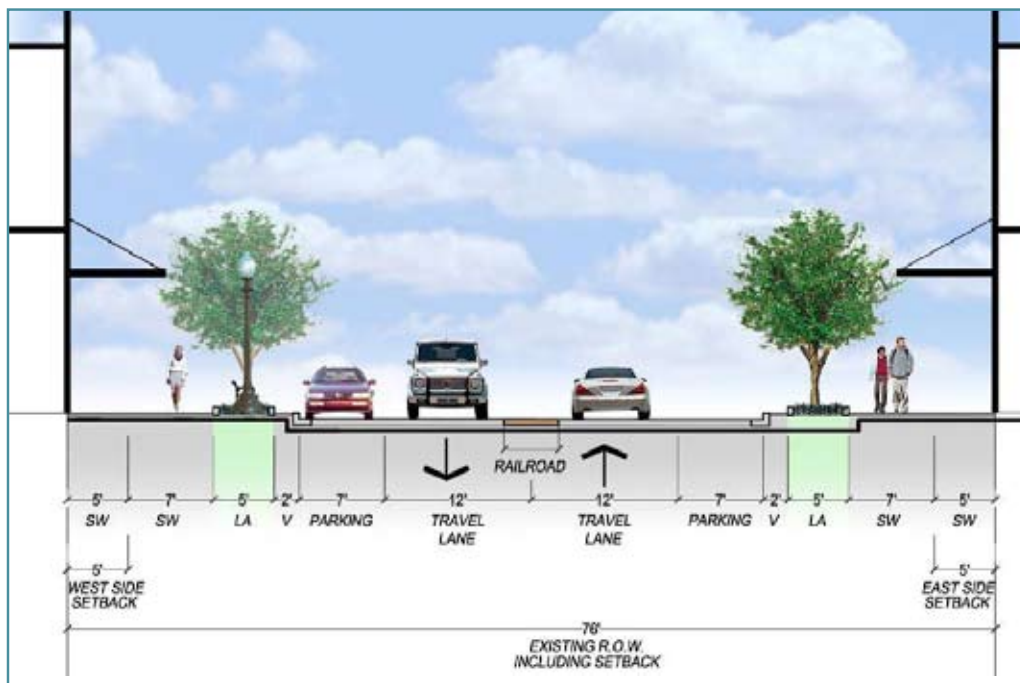 RAILROAD
5' 7' 5' 2' 7' 12' 12' 7' 2' 5' 7' 5'
SW SW LA V PARKING TRAVEL LANE TRAVEL LANE PARKING V LA SW SW
5' 5'
WEST SIDE SETBACK EAST SIDE SETBACK
76'
EXISTING R.O.W.
INCLUDING SETBACK